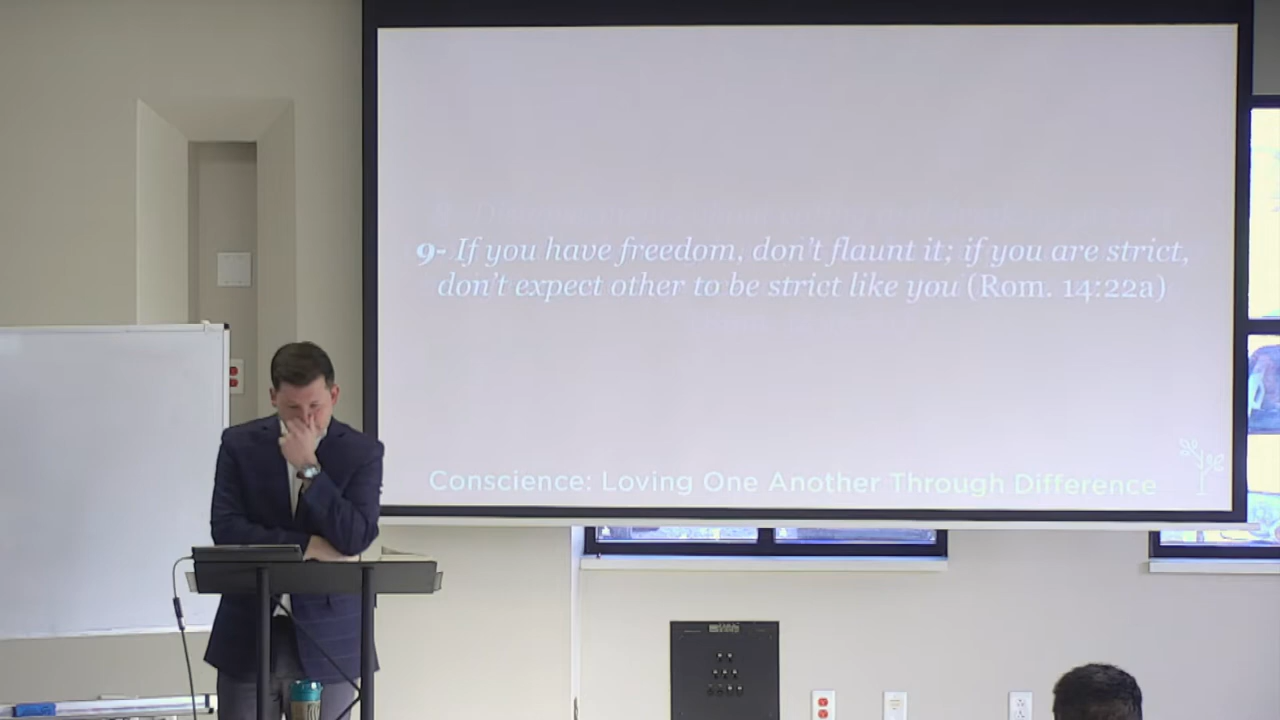 9- If you have freedom, don't flaunt it; if you are strict,
don't expect other to be strict like you (Rom. 14:22a)
Conscience: Loving One Another Through Difference